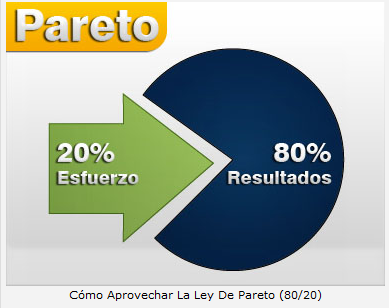 Pareto
20%
Esfuerzo
80%
Resultados
Cómo Aprovechar La Ley De Pareto (80/20)